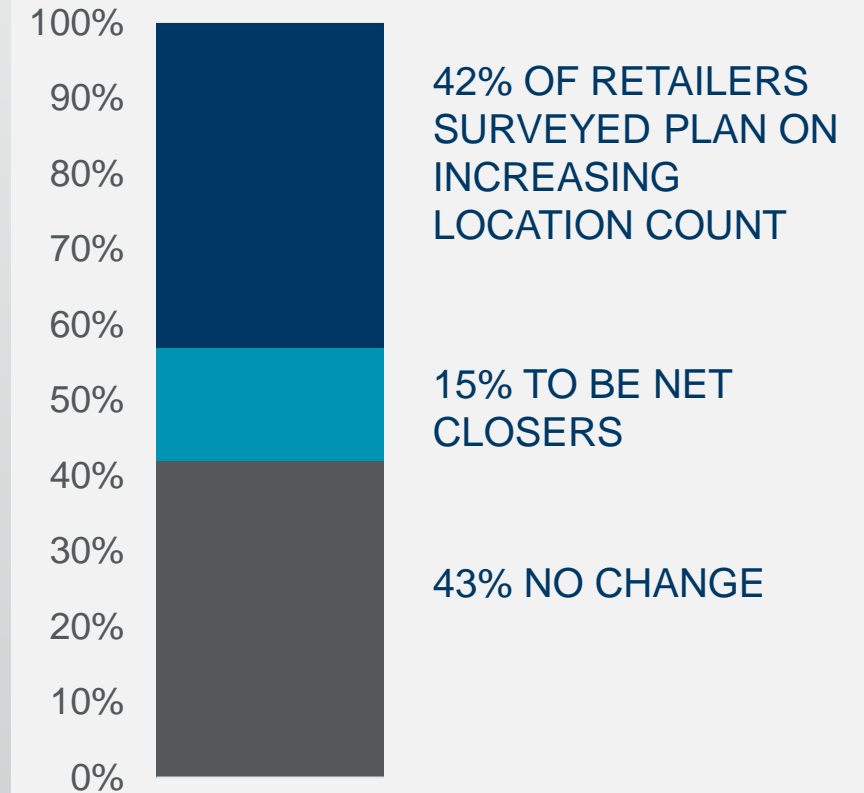 100%
90%
80%
70%
60%
50%
40%
30%
20%
10%
0%
42% OF RETAILERS
SURVEYED PLAN ON
INCREASING
LOCATION COUNT
15% TO BE NET
CLOSERS
43% NO CHANGE